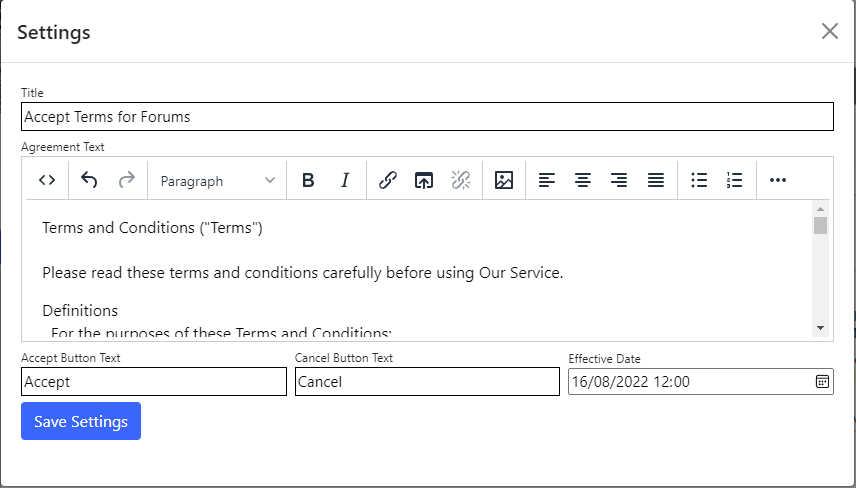 Settings
Title
Accept Terms for Forums
Agreement Text
Paragraph B I
Terms and Conditions ("Terms")
Please read these terms and conditions carefully before using Our Service.
Definitions
For the purposes of these Terms and Conditions:
Accept Button Text Cancel Button Text Effective Date
Accept Cancel 16/08/2022 12:00
Save Settings